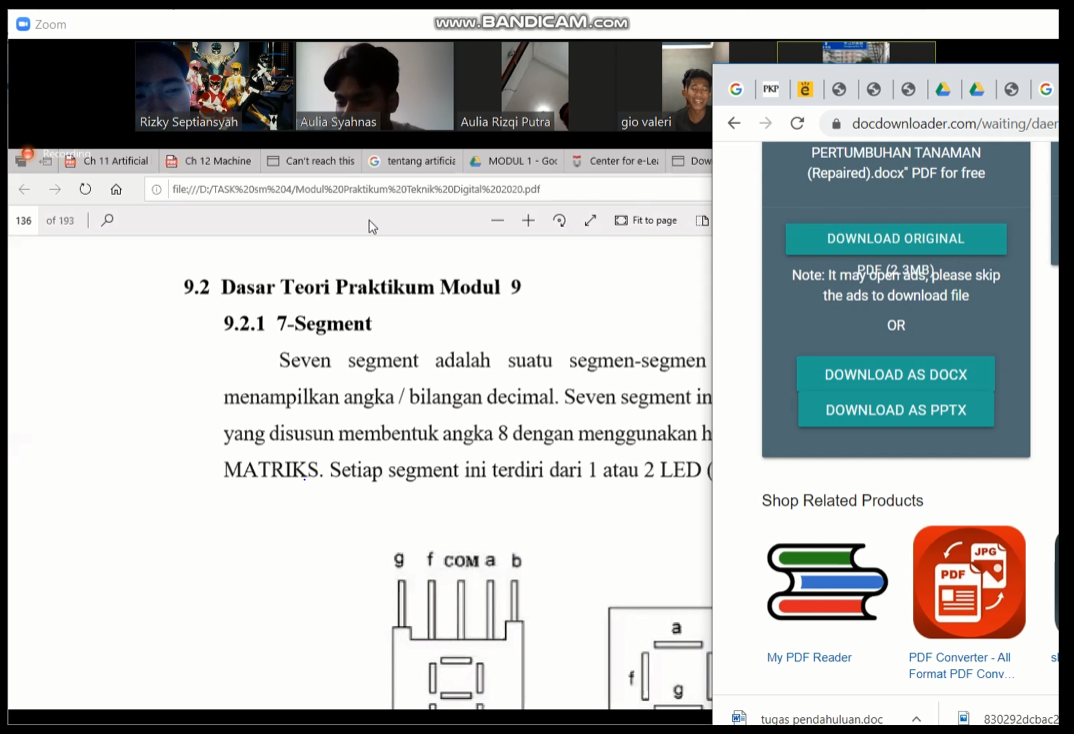 Zoom
www.BANDICAM.com
Rizky Septiansyah
Aulia Syahnas
Aulia Rizqi Putra
gio valeri
Recording
Ch 11 Artificial
Ch 12 Machine
Can't reach this
tentang artificia
MODUL 1 - Goo
Center for e-Lea
Dow
file:///D:/TASK%20sm%204/Modul%20Praktikum%20Teknik%20Digital%202020.pdf
136 of 193
Fit to page
9.2 Dasar Teori Praktikum Modul 9
9.2.1 7-Segment
Seven segment adalah suatu segmen-segmen
menampilkan angka / bilangan decimal. Seven segment in
yang disusun membentuk angka 8 dengan menggunakan h
MATRIKS. Setiap segment ini terdiri dari 1 atau 2 LED (
g f COM a b
a
f
g
PKP
docdownloader.com/waiting/daer
PERTUMBUHAN TANAMAN
(Repaired).docx" PDF for free
DOWNLOAD ORIGINAL
PDF (2.3MB)
Note: It may open ads, please skip
the ads to download file
OR
DOWNLOAD AS DOCX
DOWNLOAD AS PPTX
Shop Related Products
JPG
PDF
My PDF Reader
PDF Converter - All
Format PDF Conv...
tugas pendahuluan.doc
830292dcbac2